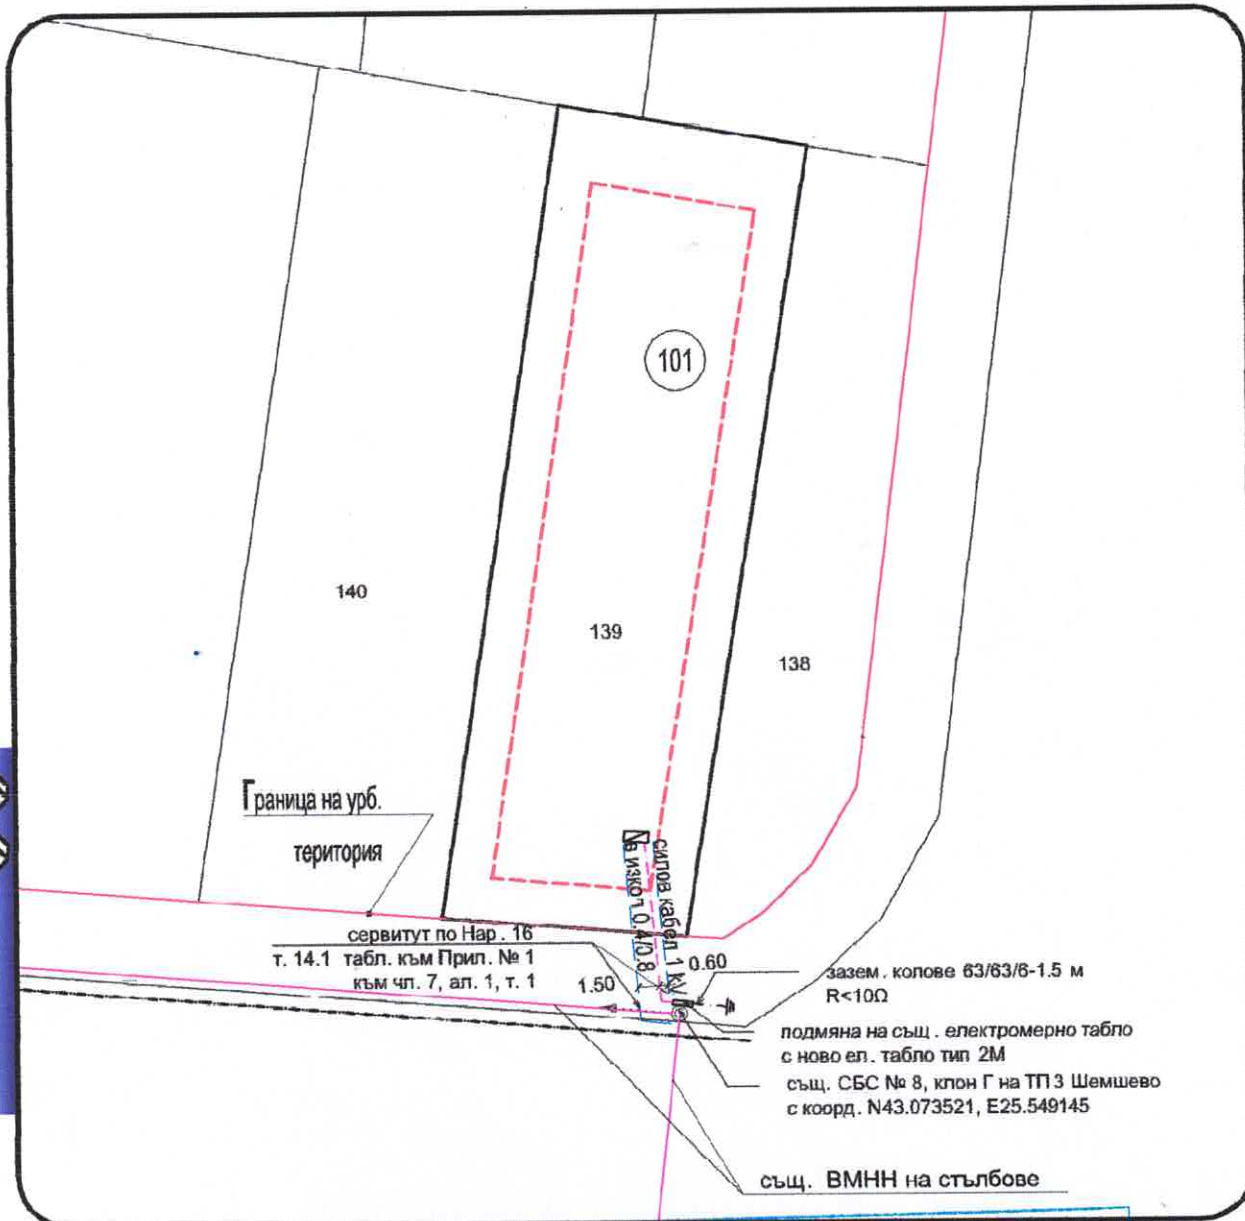 101
140
139
138
Граница на урб.
територия
силов кабел 1 kV
в изкоп 0.4/0.8
сервитут по Нар. 16
т. 14.1 табл. към Прил. № 1
към чл. 7, ал. 1, т. 1
1.50
0.60
зазем. колове 63/63/6-1.5 м
R<10Ω
подмяна на същ. електромерно табло
с ново ел. табло тип 2М
същ. СБС № 8, клон Г на ТП 3 Шемшево
с коорд. N43.073521, E25.549145
същ. ВМНН на стълбове